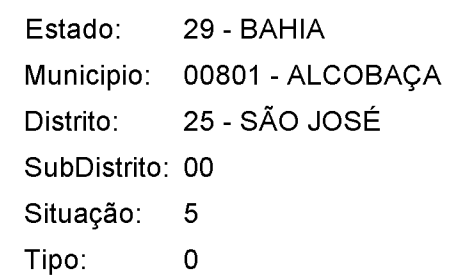 Estado: 29 - BAHIA
Municipio: 00801 - ALCOBAÇA
Distrito: 25 - SÃO JOSÉ
SubDistrito: 00
Situação: 5
Tipo: 0